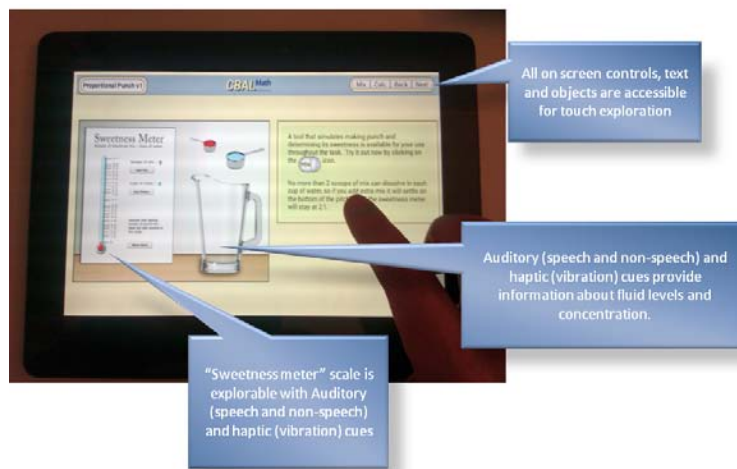 Proportional Punch v1
CBAL Math
Mix Calc Back Next
All on screen controls, text
and objects are accessible
for touch exploration
Sweetness Meter
A tool that simulates making punch and
determining its sweetness is available for your use
throughout the task. Try it out now by clicking on
the icon.
No more than 2 scoops of mix can dissolve in each
cup of water, so if you add extra mix it will settle on
the bottom of the the sweetness meter
will stay at 2:1.
Auditory (speech and non-speech) and
haptic (vibration) cues provide
information about fluid levels and
concentration.
“Sweetness meter” scale is
explorable with Auditory
(speech and non-speech)
and haptic (vibration) cues